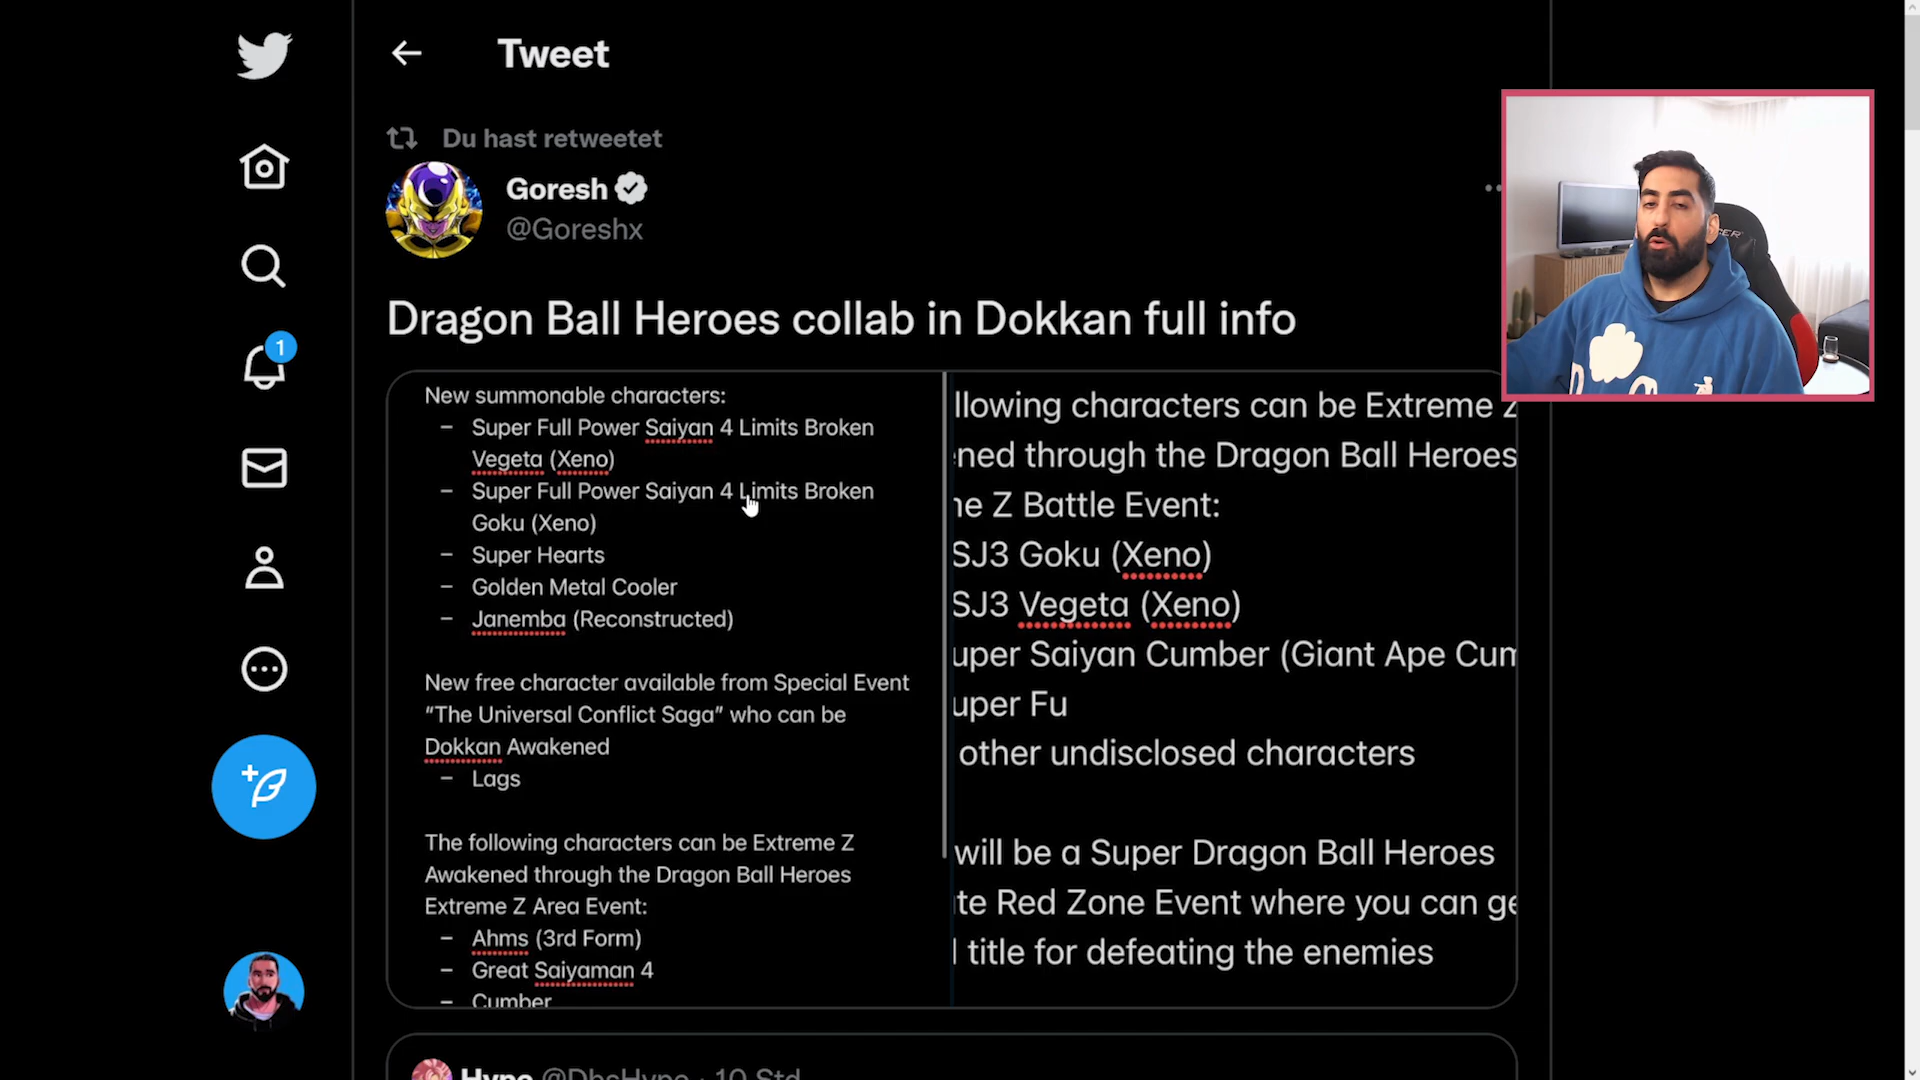 Tweet
Du hast retweetet
Goresh
@Goreshx
Dragon Ball Heroes collab in Dokkan full info
New summonable characters:
– Super Full Power Saiyan 4 Limits Broken
Vegeta (Xeno)
– Super Full Power Saiyan 4 Limits Broken
Goku (Xeno)
– Super Hearts
– Golden Metal Cooler
– Janemba (Reconstructed)
New free character available from Special Event
“The Universal Conflict Saga” who can be
Dokkan Awakened
– Lags
The following characters can be Extreme Z
Awakened through the Dragon Ball Heroes
Extreme Z Area Event:
– Ahms (3rd Form)
– Great Saiyaman 4
– Cumber
llowing characters can be Extreme Z
ned through the Dragon Ball Heroes
e Z Battle Event:
SJ3 Goku (Xeno)
SJ3 Vegeta (Xeno)
uper Saiyan Cumber (Giant Ape Cum
uper Fu
other undisclosed characters
will be a Super Dragon Ball Heroes
te Red Zone Event where you can ge
title for defeating the enemies
1
Hype @DbsHype · 10 Std